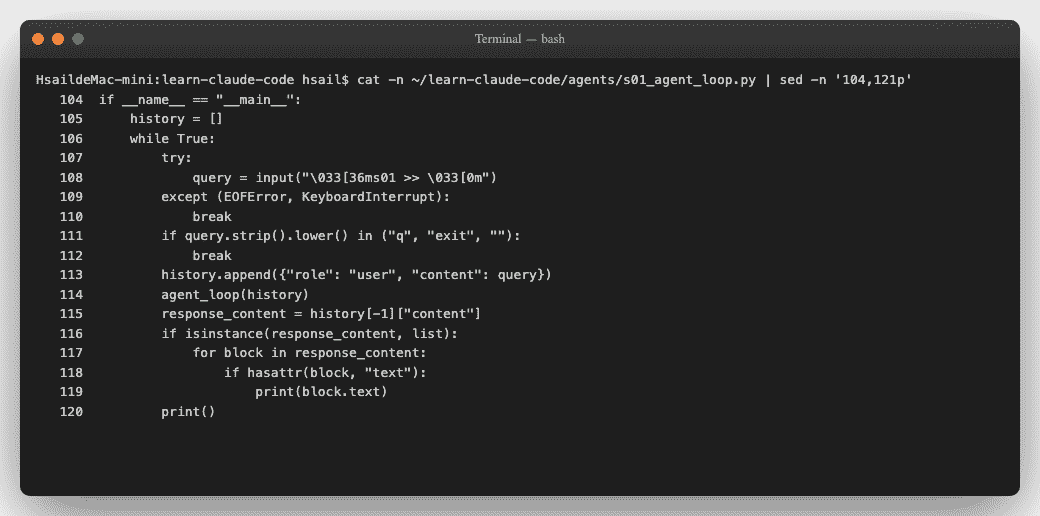 Terminal — bash
HsaildeMac-mini:learn-claude-code hsail$ cat -n ~/learn-claude-code/agents/s01_agent_loop.py | sed -n '104,121p'
   104  if __name__ == "__main__":
   105      history = []
   106      while True:
   107          try:
   108              query = input("\033[36ms01 >> \033[0m")
   109          except (EOFError, KeyboardInterrupt):
   110              break
   111          if query.strip().lower() in ("q", "exit", ""):
   112              break
   113          history.append({"role": "user", "content": query})
   114          agent_loop(history)
   115          response_content = history[-1]["content"]
   116          if isinstance(response_content, list):
   117              for block in response_content:
   118                  if hasattr(block, "text"):
   119                      print(block.text)
   120          print()